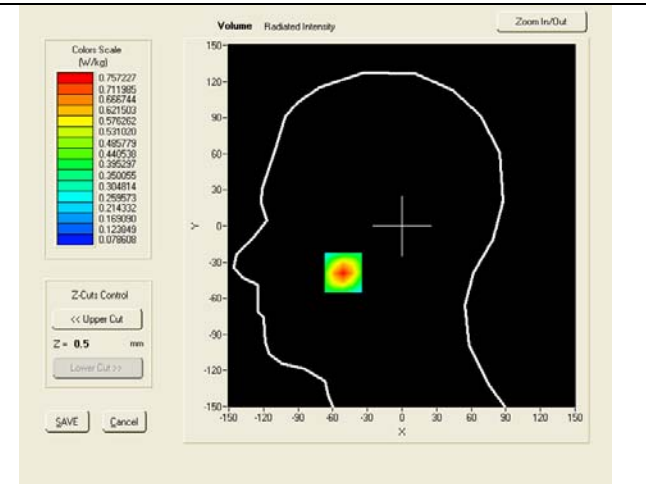 Volume Radiated Intensity
Zoom In/Out
Colors Scale
(W/kg)
0.757227
0.711985
0.666744
0.621503
0.576262
0.531020
0.485779
0.440538
0.395297
0.350055
0.304814
0.259573
0.214332
0.169090
0.123849
0.078608
Z-Cuts Control
<< Upper Cut
Z = 0.5 mm
Lower Cut >>
SAVE
Cancel
150
120
90
60
30
0
-30
-60
-90
-120
-150
Y
-150 -120 -90 -60 -30 0 30 60 90 120 150
X